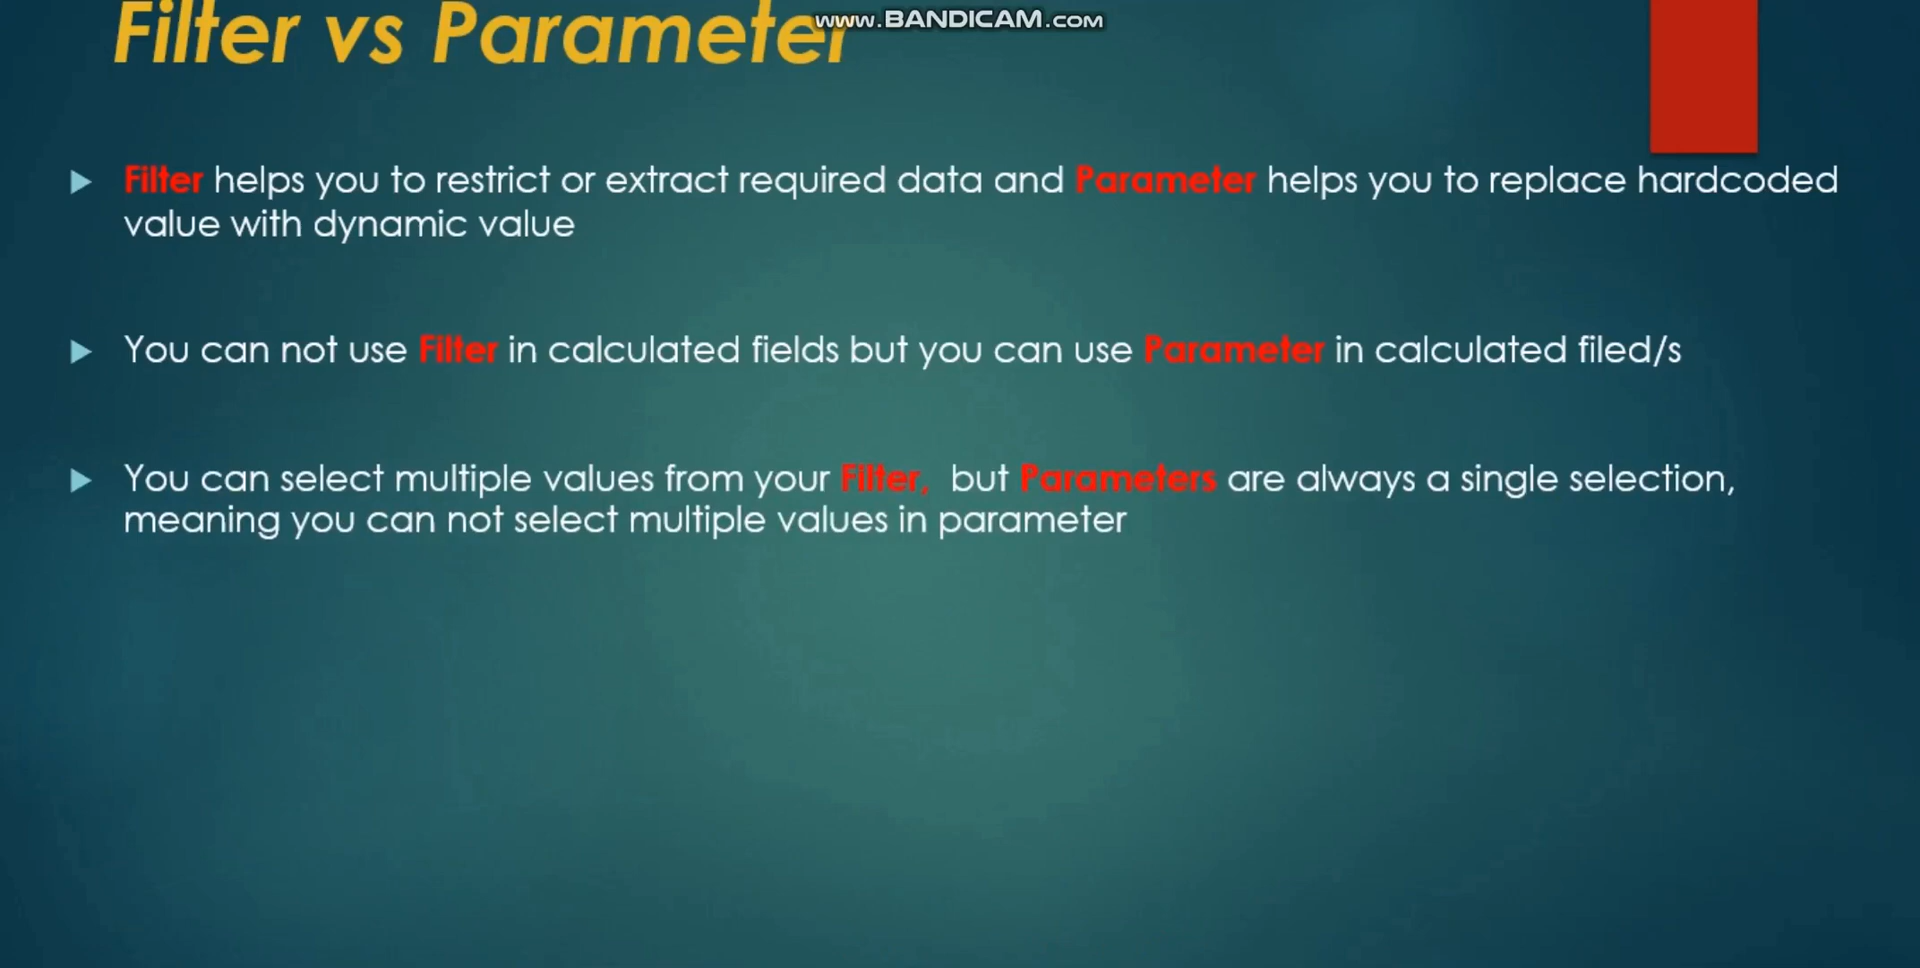 Filter vs Parameter
www.BANDICAM.com
Filter helps you to restrict or extract required data and Parameter helps you to replace hardcoded
value with dynamic value
You can not use Filter in calculated fields but you can use Parameter in calculated filed/s
You can select multiple values from your Filter, but Parameters are always a single selection,
meaning you can not select multiple values in parameter